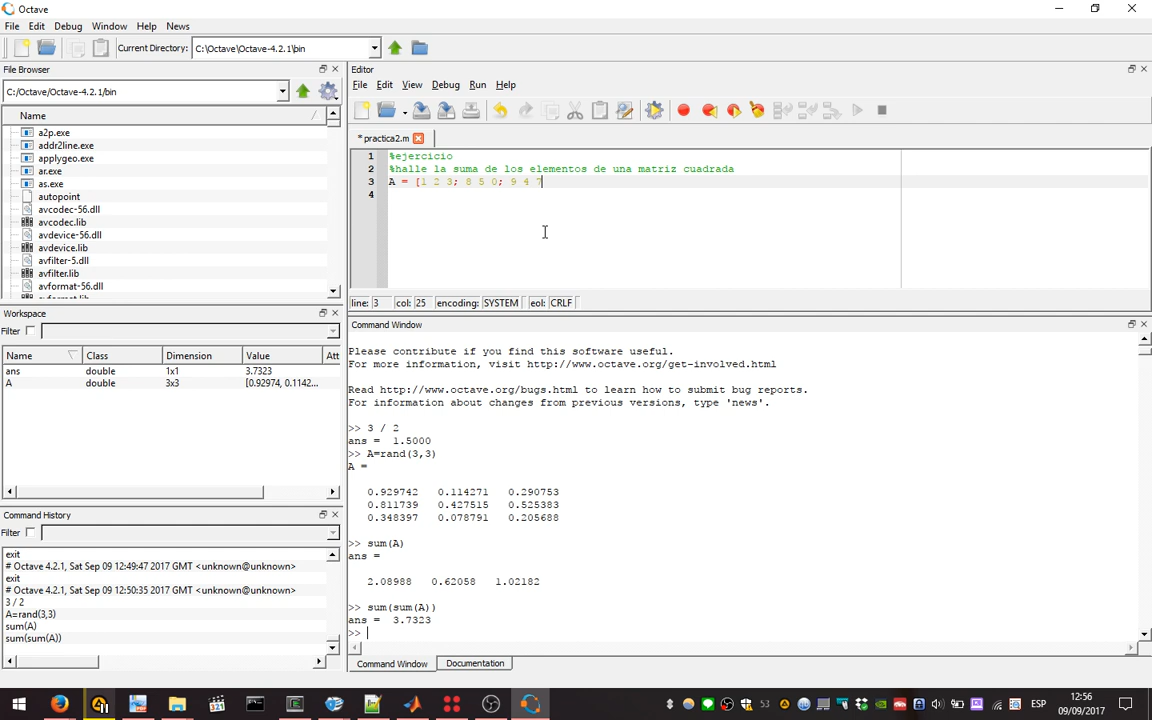 Octave
File Edit Debug Window Help News
Current Directory: C:\Octave\Octave-4.2.1\bin
File Browser
C:/Octave/Octave-4.2.1/bin
Name
a2p.exe
addr2line.exe
applygeo.exe
ar.exe
as.exe
autopoint
avcodec-56.dll
avcodec.lib
avdevice-56.dll
avdevice.lib
avfilter-5.dll
avfilter.lib
avformat-56.dll
avformat.lib
Workspace
Filter
Name Class Dimension Value Att
ans double 1x1 3.7323
A double 3x3 [0.92974, 0.1142...
Command History
Filter
exit
# Octave 4.2.1, Sat Sep 09 12:49:47 2017 GMT <unknown@unknown>
exit
# Octave 4.2.1, Sat Sep 09 12:50:35 2017 GMT <unknown@unknown>
3 / 2
A=rand(3,3)
sum(A)
sum(sum(A))
Editor
File Edit View Debug Run Help
*practica2.m
1 %ejercicio
2 %halle la suma de los elementos de una matriz cuadrada
3 A = [1 2 3; 8 5 0; 9 4 7
4
line: 3 col: 25 encoding: SYSTEM eol: CRLF
Command Window
Please contribute if you find this software useful.
For more information, visit http://www.octave.org/get-involved.html
Read http://www.octave.org/bugs.html to learn how to submit bug reports.
For information about changes from previous versions, type 'news'.
>> 3 / 2
ans = 1.5000
>> A=rand(3,3)
A =
0.929742 0.114271 0.290753
0.811739 0.427515 0.525383
0.348397 0.078791 0.205688
>> sum(A)
ans =
2.08988 0.62058 1.02182
>> sum(sum(A))
ans = 3.7323
>>
Command Window Documentation
321
53
ESP
12:56
09/09/2017